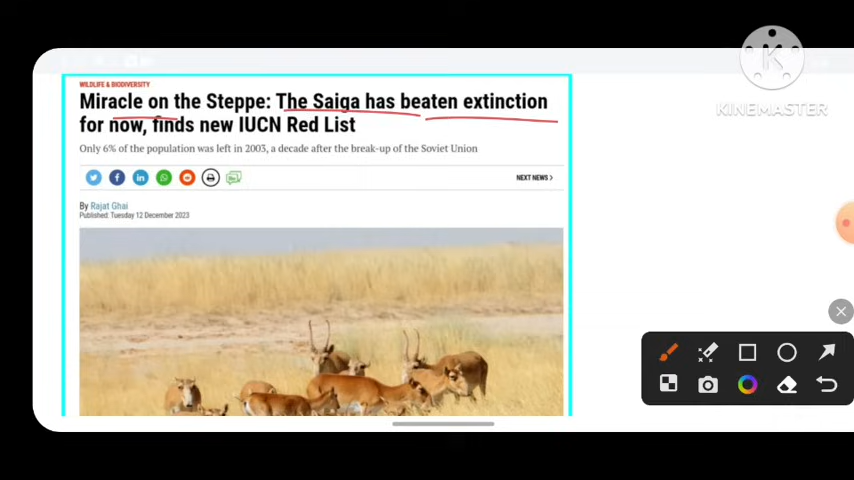 KINEMASTER
WILDLIFE & BIODIVERSITY
Miracle on the Steppe: The Saiga has beaten extinction
for now, finds new IUCN Red List
Only 6% of the population was left in 2003, a decade after the break-up of the Soviet Union
NEXT NEWS >
By Rajat Ghai
Published: Tuesday 12 December 2023